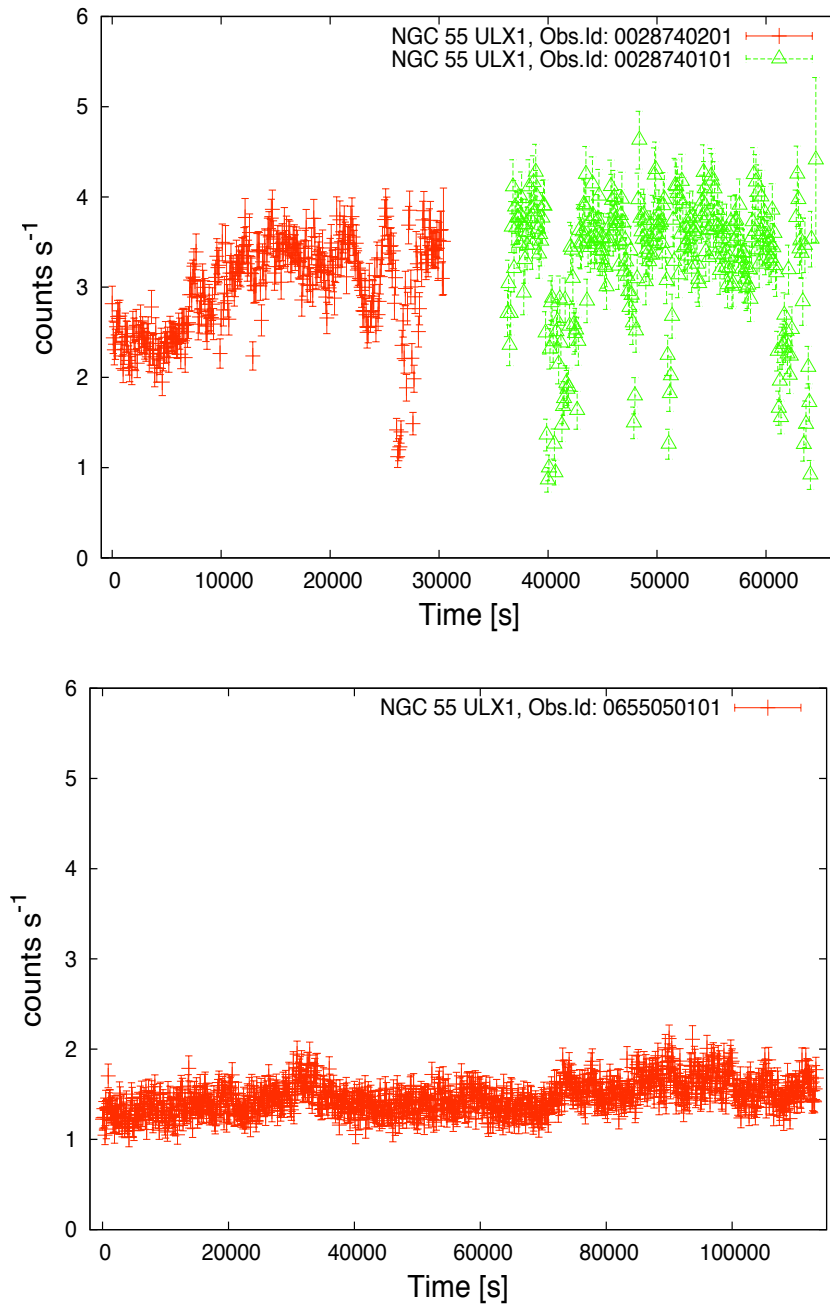 6
5
4
3
2
1
0
counts s-1
NGC 55 ULX1, Obs.Id: 0028740201
NGC 55 ULX1, Obs.Id: 0028740101
0 10000 20000 30000 40000 50000 60000
Time [s]
6
5
4
3
2
1
0
counts s-1
NGC 55 ULX1, Obs.Id: 0655050101
0 20000 40000 60000 80000 100000
Time [s]